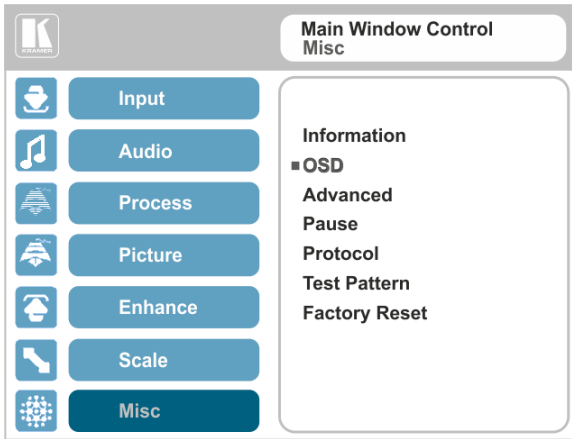 KRAMER
Main Window Control
Misc
Input
Audio
Process
Picture
Enhance
Scale
Misc
Information
OSD
Advanced
Pause
Protocol
Test Pattern
Factory Reset